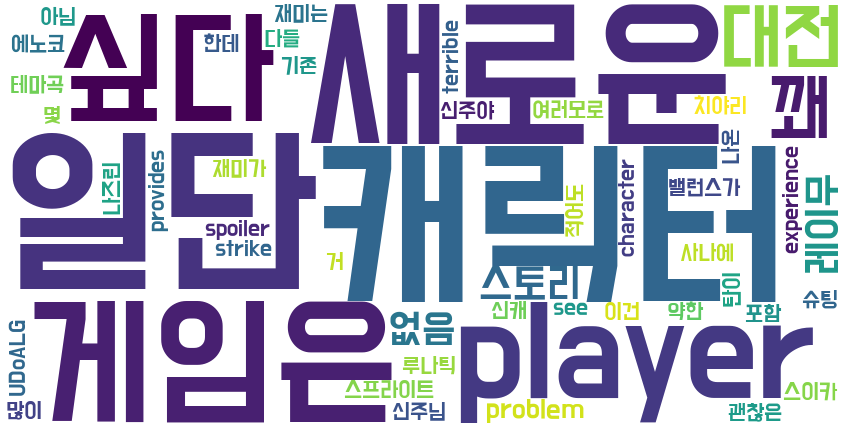 아님
싶다
새로운
대전
재미는
에노코
한데
다들
기존
terrible
테마곡
몇
신주야
여러모로
치야리
꽤
일단
캐릭터
나즈린
provides
재미가
나온
밸런스가
experience
레이무
spoiler
strike
적어도
character
사나에
거
스토리
탄이
슈팅
게임은
player
없음
신캐
see
이건
약한
포함
UDoALG
루나틱
스프라이트
스이카
많이
신주님
problem
괜찮은